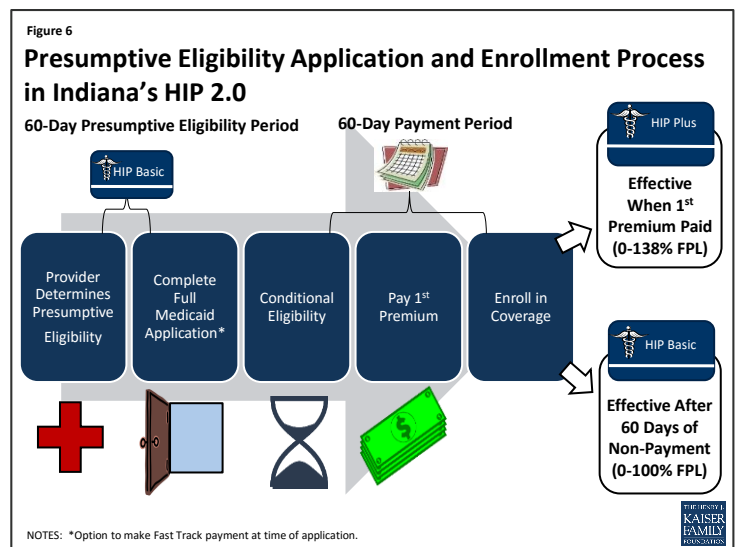 Figure 6
Presumptive Eligibility Application and Enrollment Process
in Indiana's HIP 2.0
60-Day Presumptive Eligibility Period
60-Day Payment Period
HIP Basic
Provider
Determines
Presumptive
Eligibility
Complete
Full
Medicaid
Application*
Conditional
Eligibility
Pay 1st
Premium
Enroll in
Coverage
HIP Plus
Effective
When 1st
Premium Paid
(0-138% FPL)
HIP Basic
Effective After
60 Days of
Non-Payment
(0-100% FPL)
$
NOTES: *Option to make Fast Track payment at time of application.
THE HENRY J.
KAISER
FAMILY
FOUNDATION